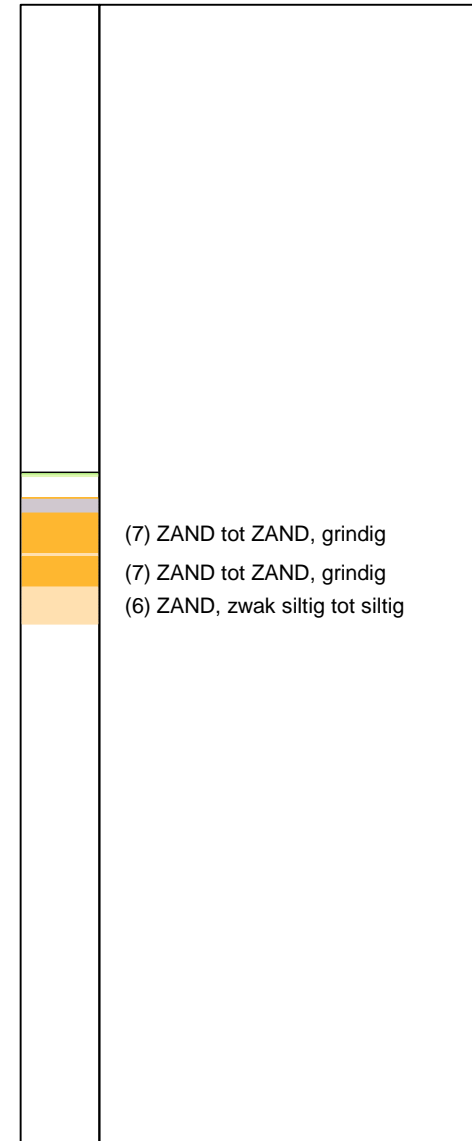 (7) ZAND tot ZAND, grindig
(7) ZAND tot ZAND, grindig
(6) ZAND, zwak siltig tot siltig